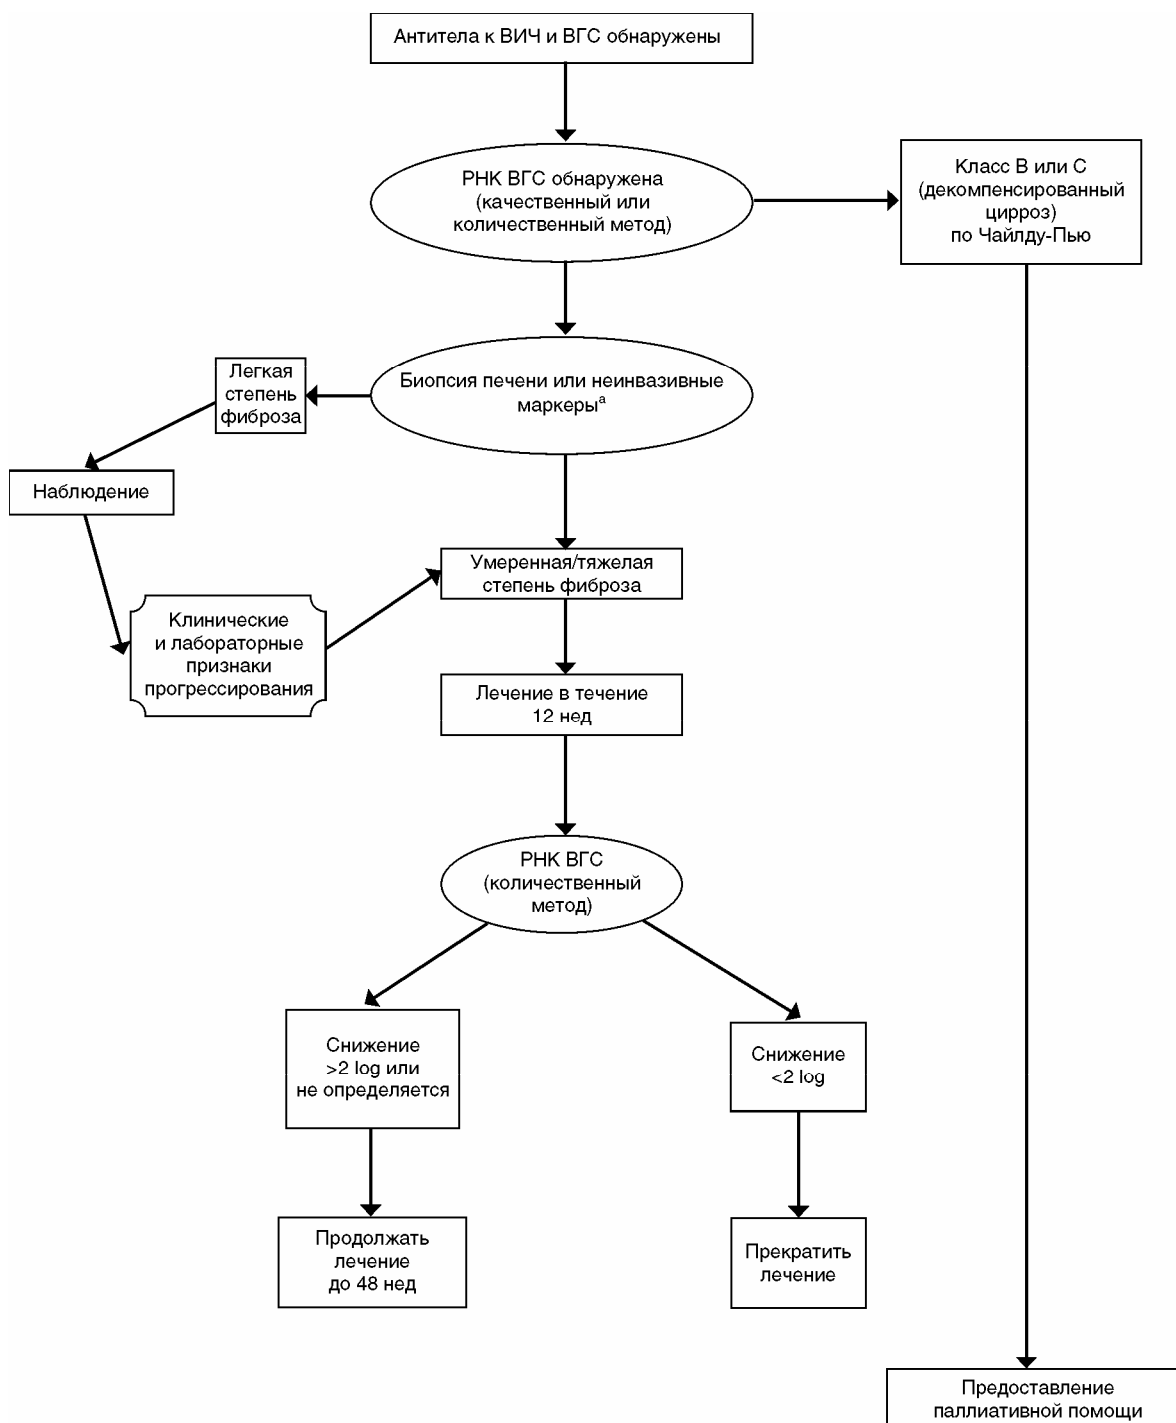 Антитела к ВИЧ и ВГС обнаружены
РНК ВГС обнаружена
(качественный или
количественный метод)
Класс B или C
(декомпенсированный
цирроз)
по Чайлду-Пью
Биопсия печени или неинвазивные
маркерыª
Легкая
степень
фиброза
Наблюдение
Клинические
и лабораторные
признаки
прогрессирования
Умеренная/тяжелая
степень фиброза
Лечение в течение
12 нед
РНК ВГС
(количественный
метод)
Снижение
>2 log или
не определяется
Снижение
<2 log
Продолжать
лечение
до 48 нед
Прекратить
лечение
Предоставление
паллиативной помощи